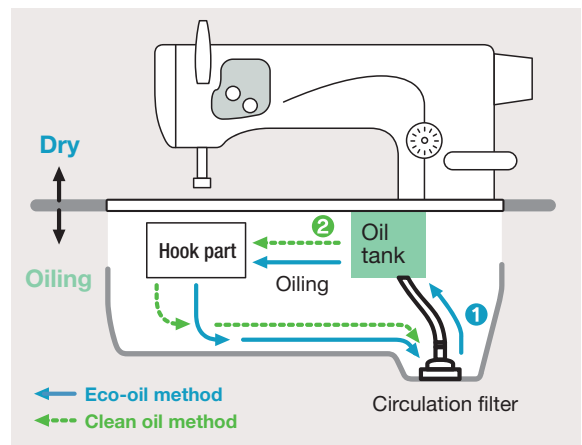 Dry
Oiling
Hook part
2
Oil
tank
Oiling
1
Eco-oil method
Clean oil method
Circulation filter